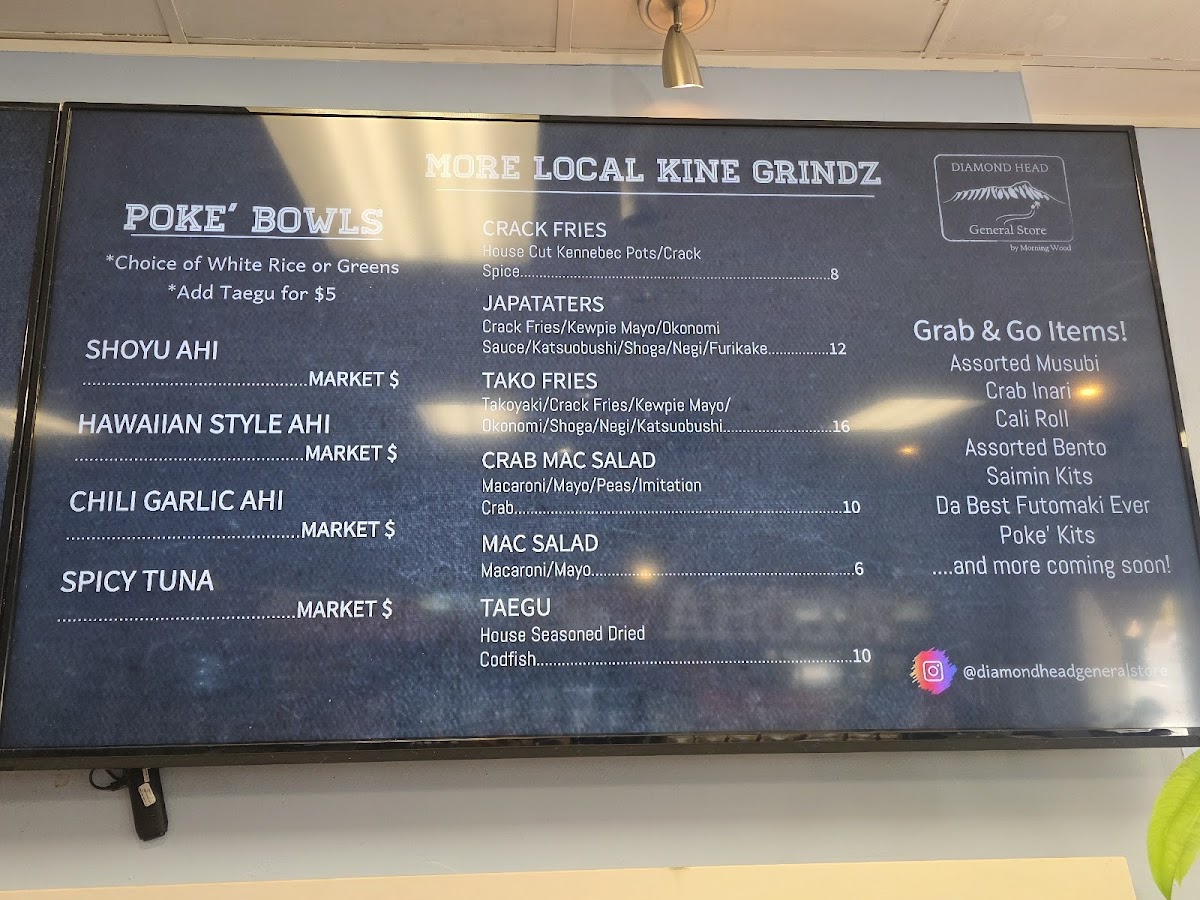 MORE LOCAL KINE GRINDZ
POKE´ BOWLS
*Choice of White Rice or Greens
*Add Taegu for $5
SHOYU AHI
........................................MARKET $
HAWAIIAN STYLE AHI
........................................MARKET $
CHILI GARLIC AHI
........................................MARKET $
SPICY TUNA
........................................MARKET $
CRACK FRIES
House Cut Kennebec Pots/Crack
Spice................................................................................8
JAPATATERS
Crack Fries/Kewpie Mayo/Okonomi
Sauce/Katsuobushi/Shoga/Negi/Furikake...............12
TAKO FRIES
Takoyaki/Crack Fries/Kewpie Mayo/
Okonomi/Shoga/Negi/Katsuobushi...........................16
CRAB MAC SALAD
Macaroni/Mayo/Peas/Imitation
Crab................................................................................10
MAC SALAD
Macaroni/Mayo................................................................6
TAEGU
House Seasoned Dried
Codfish............................................................................10
DIAMOND HEAD
General Store
by Morning Wood
Grab & Go Items!
Assorted Musubi
Crab Inari
Cali Roll
Assorted Bento
Saimin Kits
Da Best Futomaki Ever
Poke' Kits
....and more coming soon!
@diamondheadgeneralstore